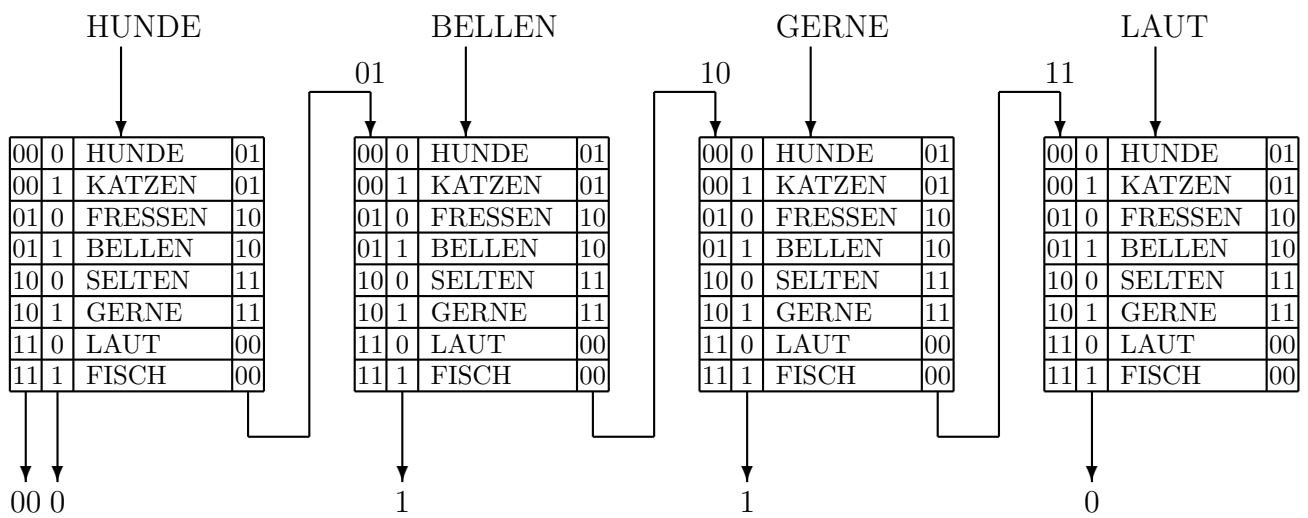 HUNDE BELLEN GERNE LAUT
01 10 11
00 0 HUNDE 01 00 0 HUNDE 01 00 0 HUNDE 01 00 0 HUNDE 01
00 1 KATZEN 01 00 1 KATZEN 01 00 1 KATZEN 01 00 1 KATZEN 01
01 0 FRESSEN 10 01 0 FRESSEN 10 01 0 FRESSEN 10 01 0 FRESSEN 10
01 1 BELLEN 10 01 1 BELLEN 10 01 1 BELLEN 10 01 1 BELLEN 10
10 0 SELTEN 11 10 0 SELTEN 11 10 0 SELTEN 11 10 0 SELTEN 11
10 1 GERNE 11 10 1 GERNE 11 10 1 GERNE 11 10 1 GERNE 11
11 0 LAUT 00 11 0 LAUT 00 11 0 LAUT 00 11 0 LAUT 00
11 1 FISCH 00 11 1 FISCH 00 11 1 FISCH 00 11 1 FISCH 00
00 0 1 1 0